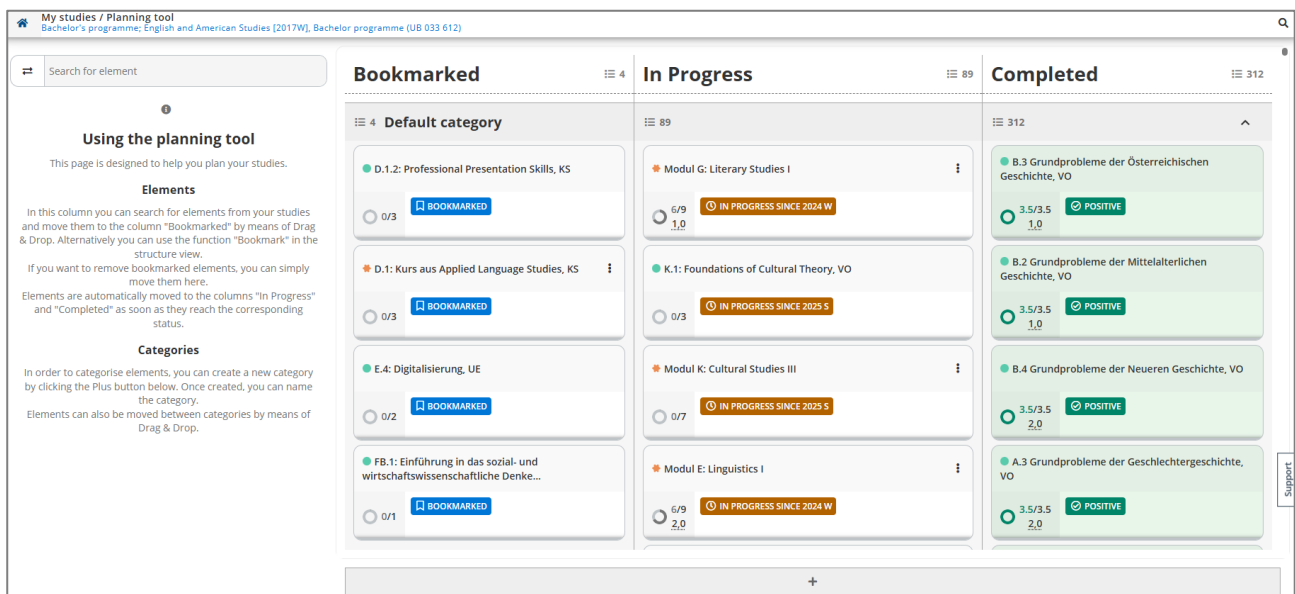 My studies / Planning tool
Bachelor's programme; English and American Studies [2017W], Bachelor programme (UB 033 612)
Search for element
Using the planning tool
This page is designed to help you plan your studies.
Elements
In this column you can search for elements from your studies
and move them to the column "Bookmarked" by means of Drag
& Drop. Alternatively you can use the function "Bookmark" in the
structure view.
If you want to remove bookmarked elements, you can simply
move them here.
Elements are automatically moved to the columns "In Progress"
and "Completed" as soon as they reach the corresponding
status.
Categories
In order to categorise elements, you can create a new category
by clicking the Plus button below. Once created, you can name
the category.
Elements can also be moved between categories by means of
Drag & Drop.
Bookmarked 4
4 Default category
D.1.2: Professional Presentation Skills, KS
0/3 BOOKMARKED
D.1: Kurs aus Applied Language Studies, KS
0/3 BOOKMARKED
E.4: Digitalisierung, UE
0/2 BOOKMARKED
FB.1: Einführung in das sozial- und
wirtschaftswissenschaftliche Denke...
0/1 BOOKMARKED
In Progress 89
89
Modul G: Literary Studies I
6/9 IN PROGRESS SINCE 2024 W
1,0
K.1: Foundations of Cultural Theory, VO
0/3 IN PROGRESS SINCE 2025 S
Modul K: Cultural Studies III
0/7 IN PROGRESS SINCE 2025 S
Modul E: Linguistics I
6/9 IN PROGRESS SINCE 2024 W
2,0
Completed 312
312
B.3 Grundprobleme der Österreichischen
Geschichte, VO
3.5/3.5 POSITIVE
1,0
B.2 Grundprobleme der Mittelalterlichen
Geschichte, VO
3.5/3.5 POSITIVE
1,0
B.4 Grundprobleme der Neueren Geschichte, VO
3.5/3.5 POSITIVE
2,0
A.3 Grundprobleme der Geschlechtergeschichte,
VO
3.5/3.5 POSITIVE
2,0
Support
+